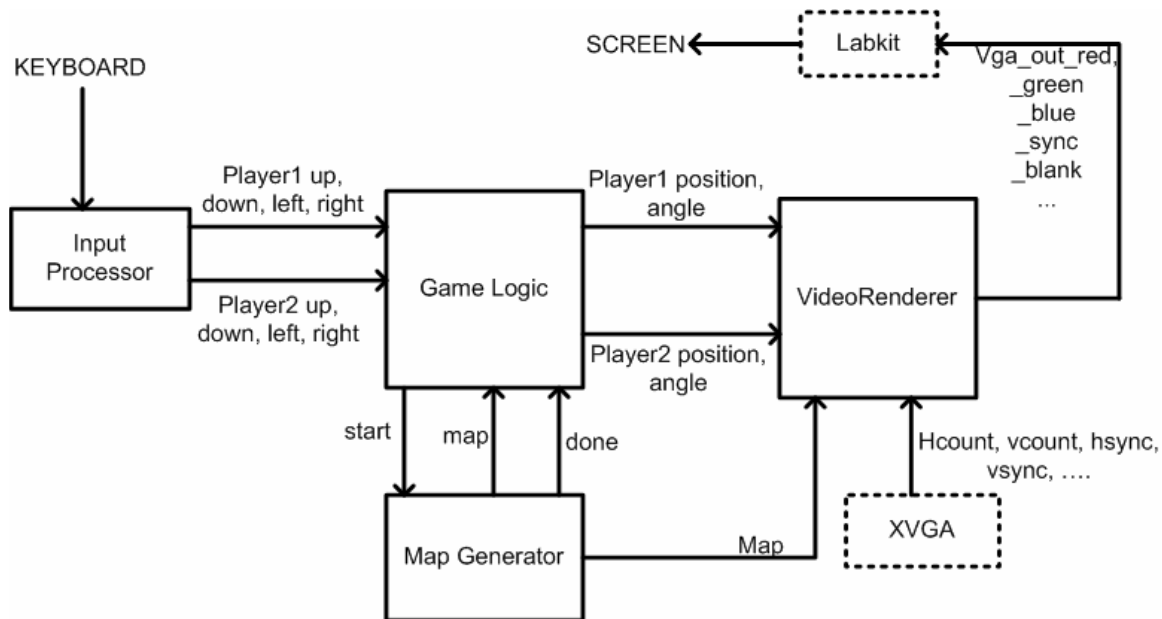 SCREEN
Labkit
KEYBOARD
Vga_out_red,
_green
_blue
_sync
_blank
...
Player1 up,
down, left, right
Player1 position,
angle
Input
Processor
Game Logic
VideoRenderer
Player2 up,
down, left, right
Player2 position,
angle
start
map
done
Hcount, vcount, hsync,
vsync, ....
XVGA
Map Generator
Map